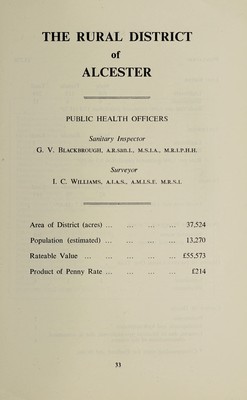 THE RURAL DISTRICT
of
ALCESTER
PUBLIC HEALTH OFFICERS
Sanitary Inspector
G. V. BLACKBROUGH, A.R.SAN.I., M.S.I.A., M.R.I.P.H.H.
Surveyor
I. C. WILLIAMS, A.I.A.S., A.M.I.S.E. M.R.S.I.
Area of District (acres) ... ... ... ... 37,524
Population (estimated) ... ... ... ... 13,270
Rateable Value ... ... ... ... ... £55,573
Product of Penny Rate ... ... ... ... £214
33